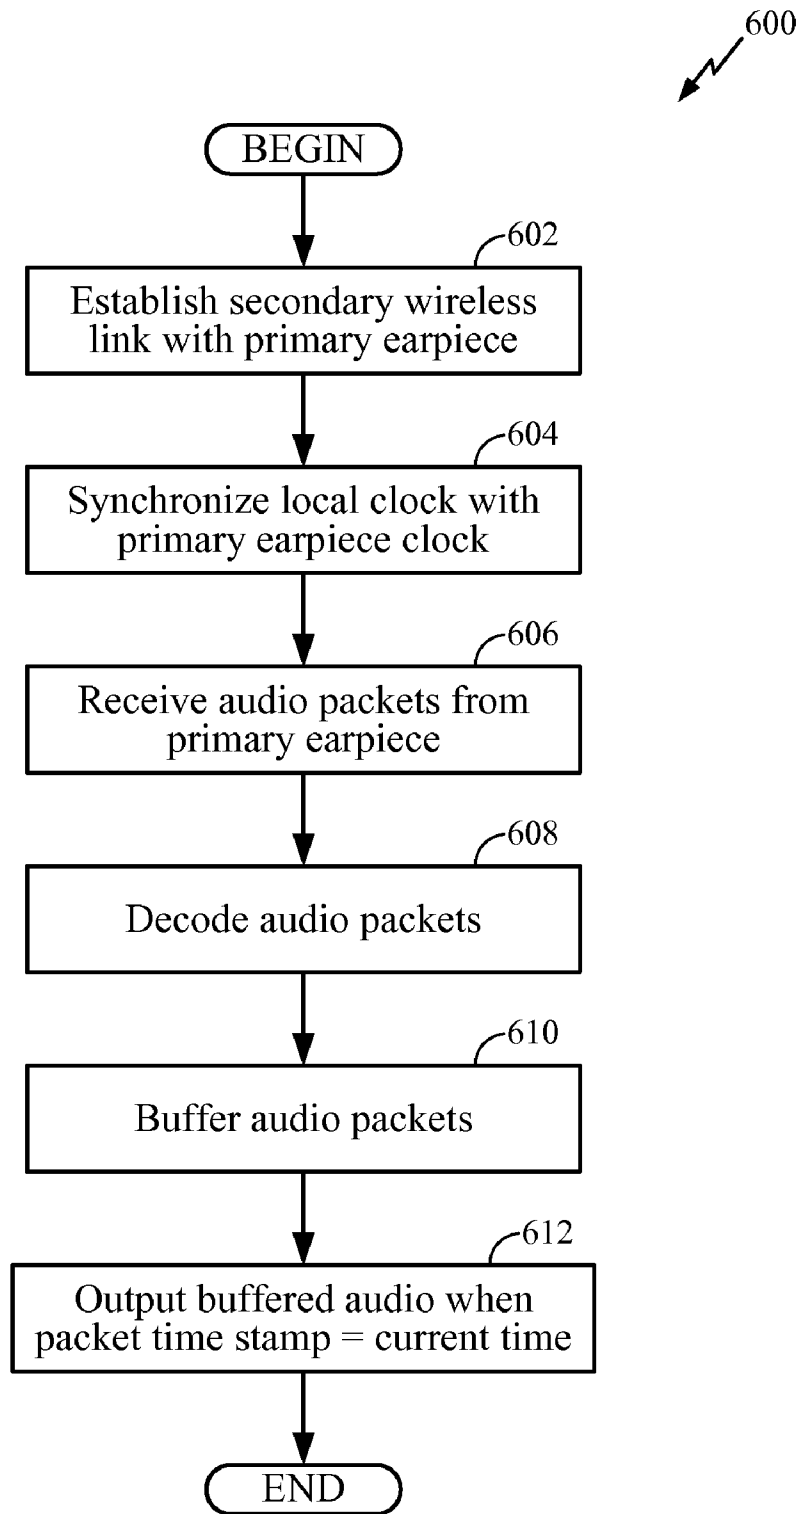 600
BEGIN
602
Establish secondary wireless
link with primary earpiece
604
Synchronize local clock with
primary earpiece clock
606
Receive audio packets from
primary earpiece
608
Decode audio packets
610
Buffer audio packets
612
Output buffered audio when
packet time stamp = current time
END